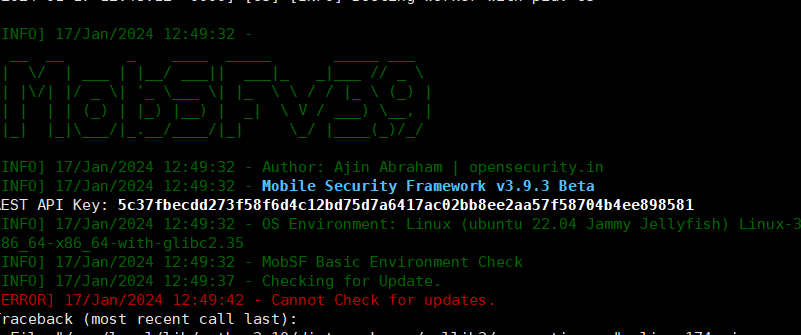 INFO] 17/Jan/2024 12:49:32 -
MobSF v3.9
INFO] 17/Jan/2024 12:49:32 - Author: Ajin Abraham | opensecurity.in
INFO] 17/Jan/2024 12:49:32 - Mobile Security Framework v3.9.3 Beta
EST API Key: 5c37fbecdd273f58f6d4c12bd75d7a6417ac02bb8ee2aa57f58704b4ee898581
INFO] 17/Jan/2024 12:49:32 - OS Environment: Linux (ubuntu 22.04 Jammy Jellyfish) Linux-3
86_64-x86_64-with-glibc2.35
INFO] 17/Jan/2024 12:49:32 - MobSF Basic Environment Check
INFO] 17/Jan/2024 12:49:37 - Checking for Update.
ERROR] 17/Jan/2024 12:49:42 - Cannot Check for updates.
raceback (most recent call last):